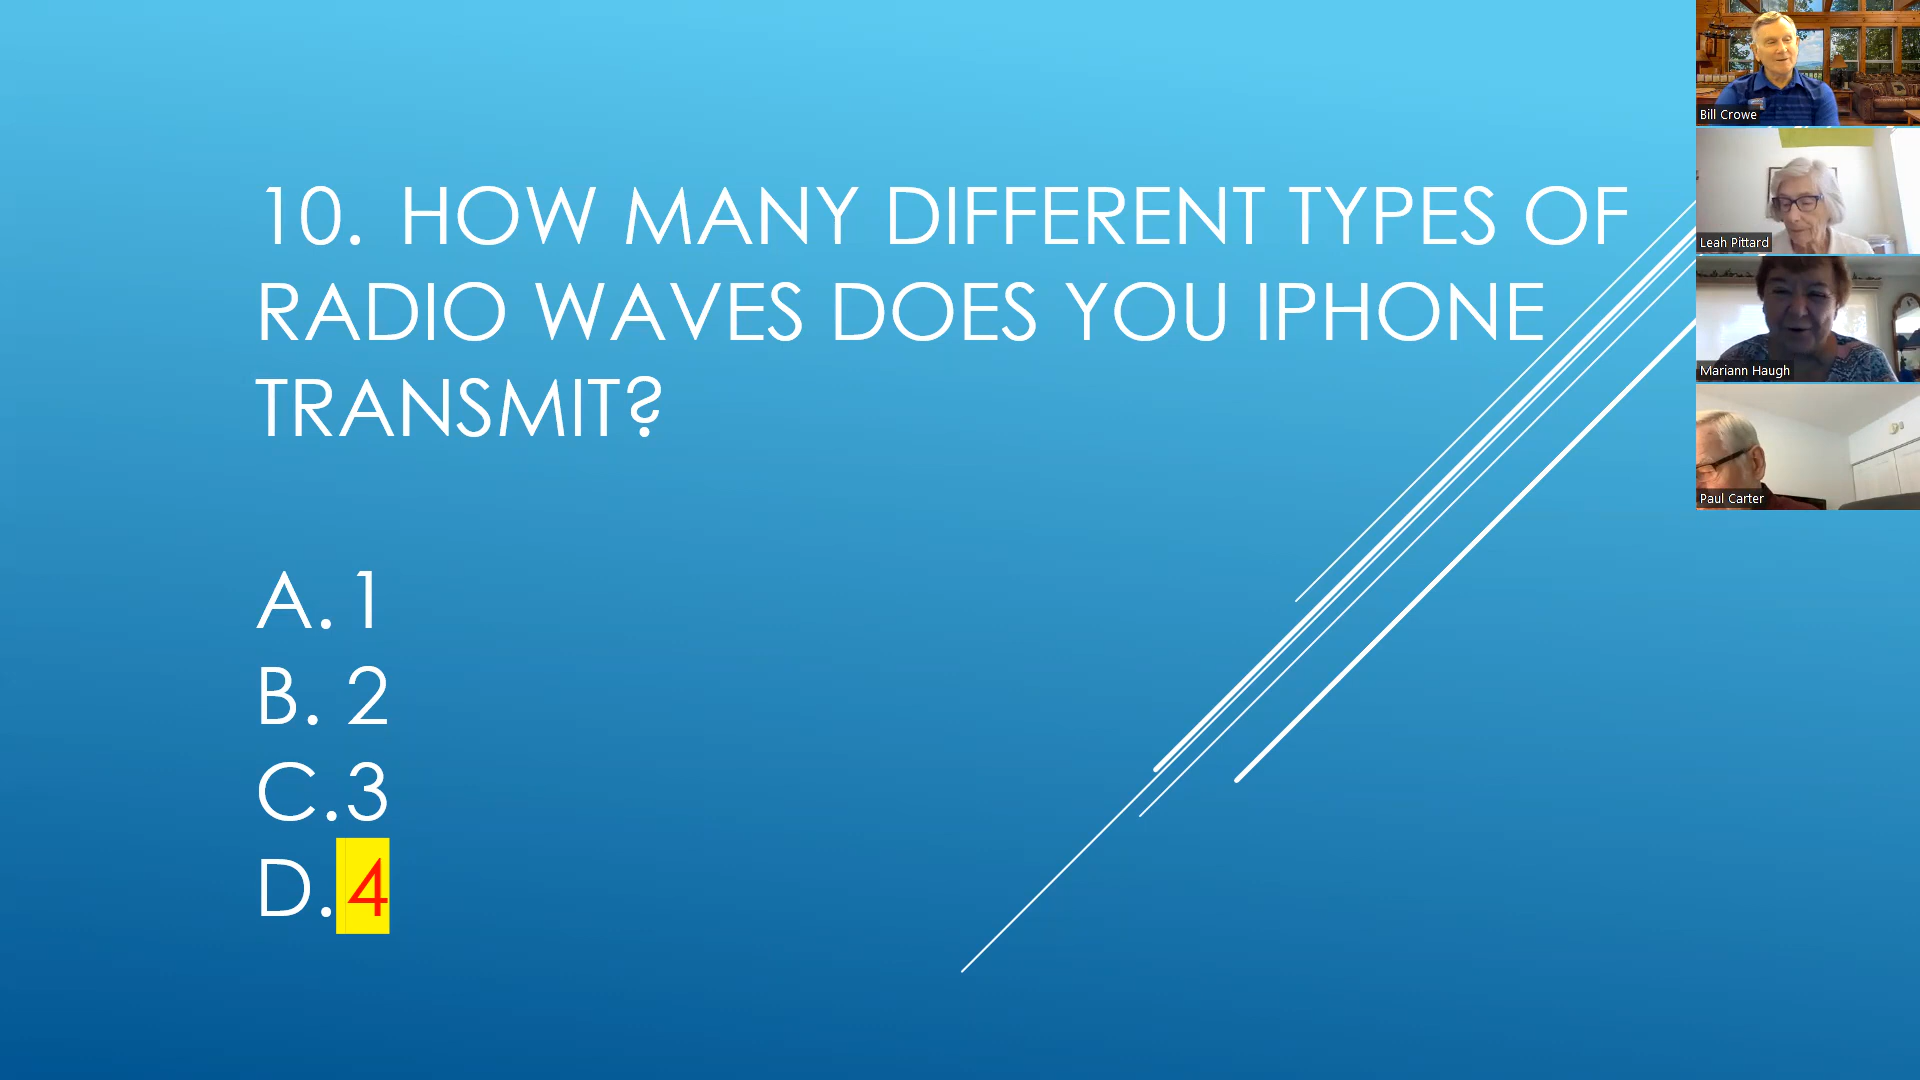 10. HOW MANY DIFFERENT TYPES OF
RADIO WAVES DOES YOU IPHONE
TRANSMIT?
A. 1
B. 2
C.3
D. 4
Bill Crowe
Leah Pittard
Mariann Haugh
Paul Carter